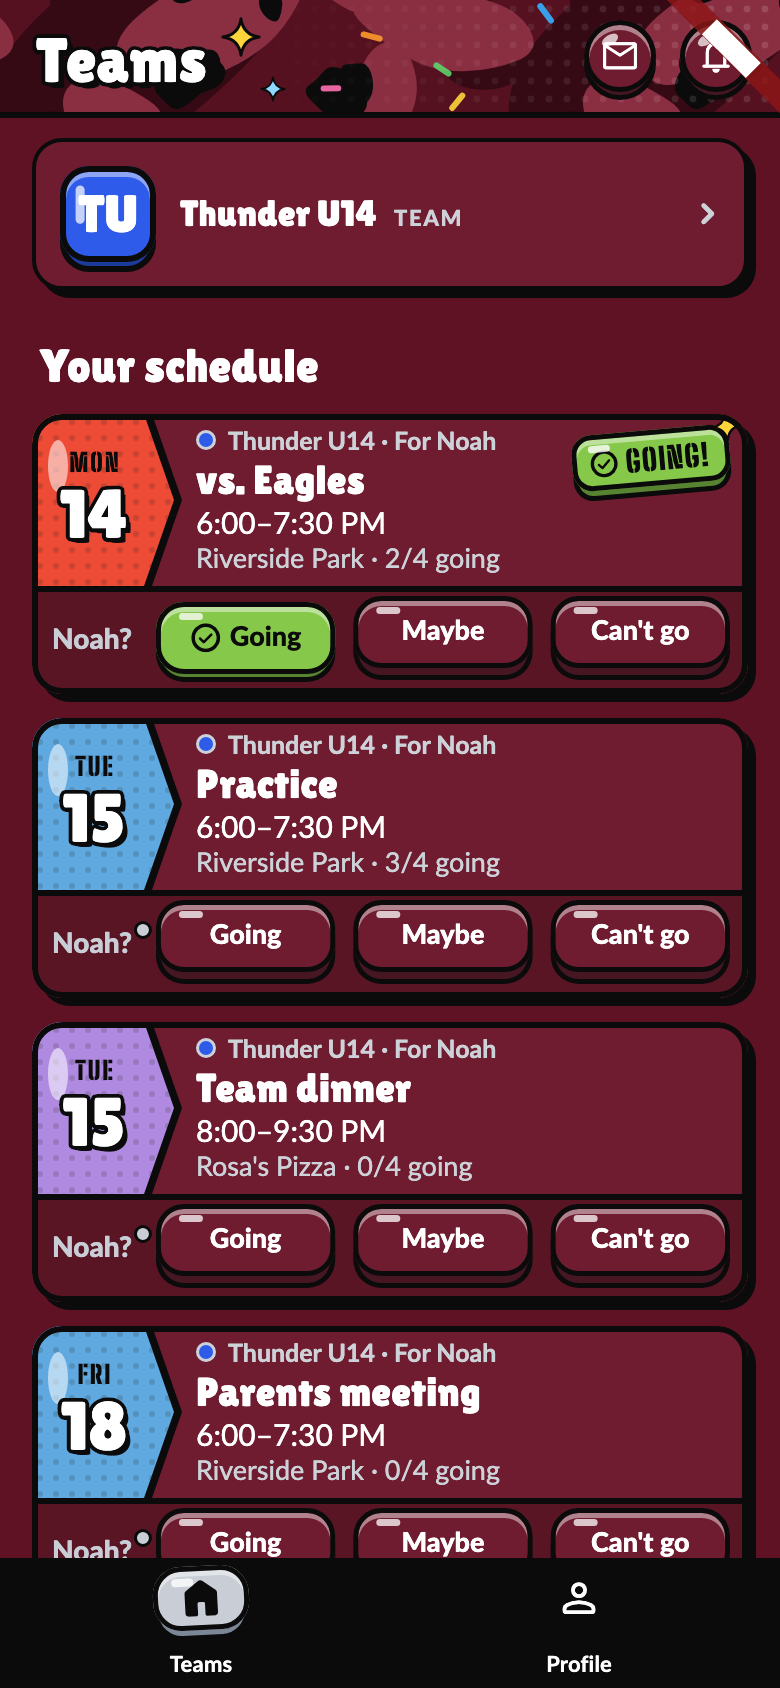 Teams
TU
Thunder U14 TEAM
Your schedule
MON
14
Thunder U14 · For Noah
vs. Eagles
6:00–7:30 PM
Riverside Park · 2/4 going
GOING!
Noah?
Going
Maybe
Can't go
TUE
15
Thunder U14 · For Noah
Practice
6:00–7:30 PM
Riverside Park · 3/4 going
Noah?
Going
Maybe
Can't go
TUE
15
Thunder U14 · For Noah
Team dinner
8:00–9:30 PM
Rosa's Pizza · 0/4 going
Noah?
Going
Maybe
Can't go
FRI
18
Thunder U14 · For Noah
Parents meeting
6:00–7:30 PM
Riverside Park · 0/4 going
Noah?
Going
Maybe
Can't go
Teams
Profile